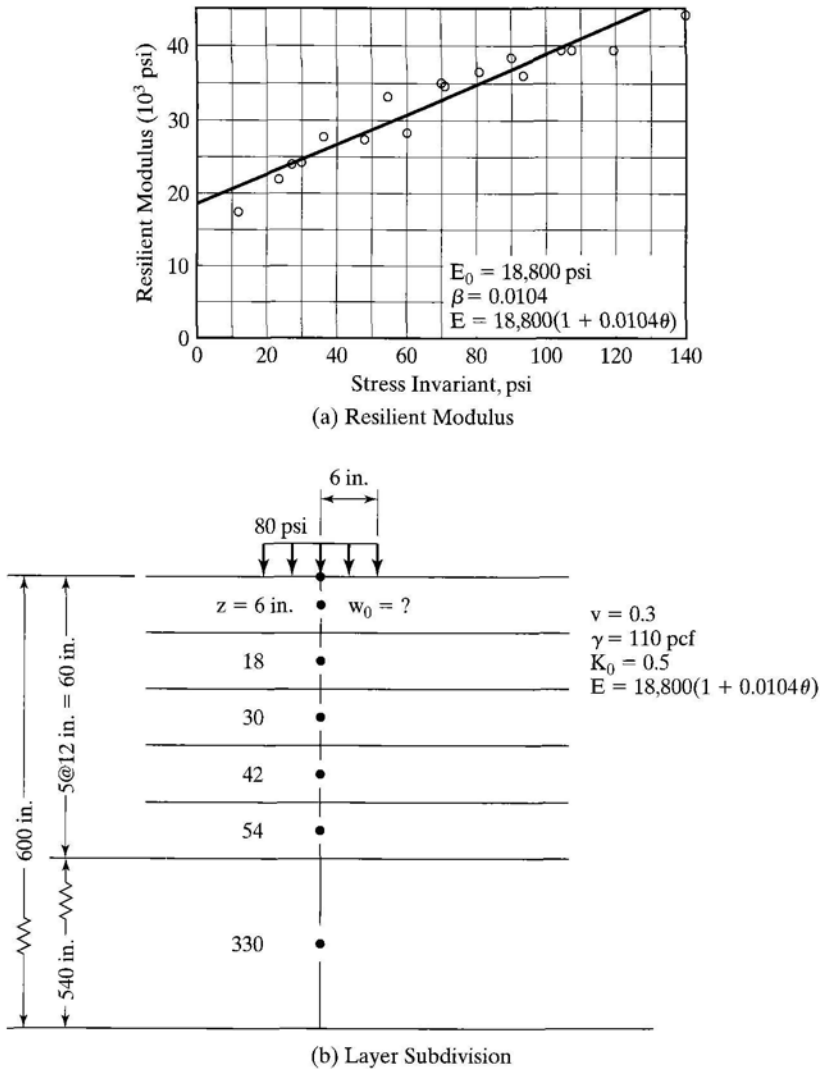 Resilient Modulus (10³ psi)
40
30
20
10
0
0 20 40 60 80 100 120 140
E₀ = 18,800 psi
β = 0.0104
E = 18,800(1 + 0.0104θ)
Stress Invariant, psi
(a) Resilient Modulus
6 in.
80 psi
z = 6 in. w₀ = ?
18
30
42
54
330
600 in.
5@12 in. = 60 in.
540 in.
v = 0.3
γ = 110 pcf
K₀ = 0.5
E = 18,800(1 + 0.0104θ)
(b) Layer Subdivision